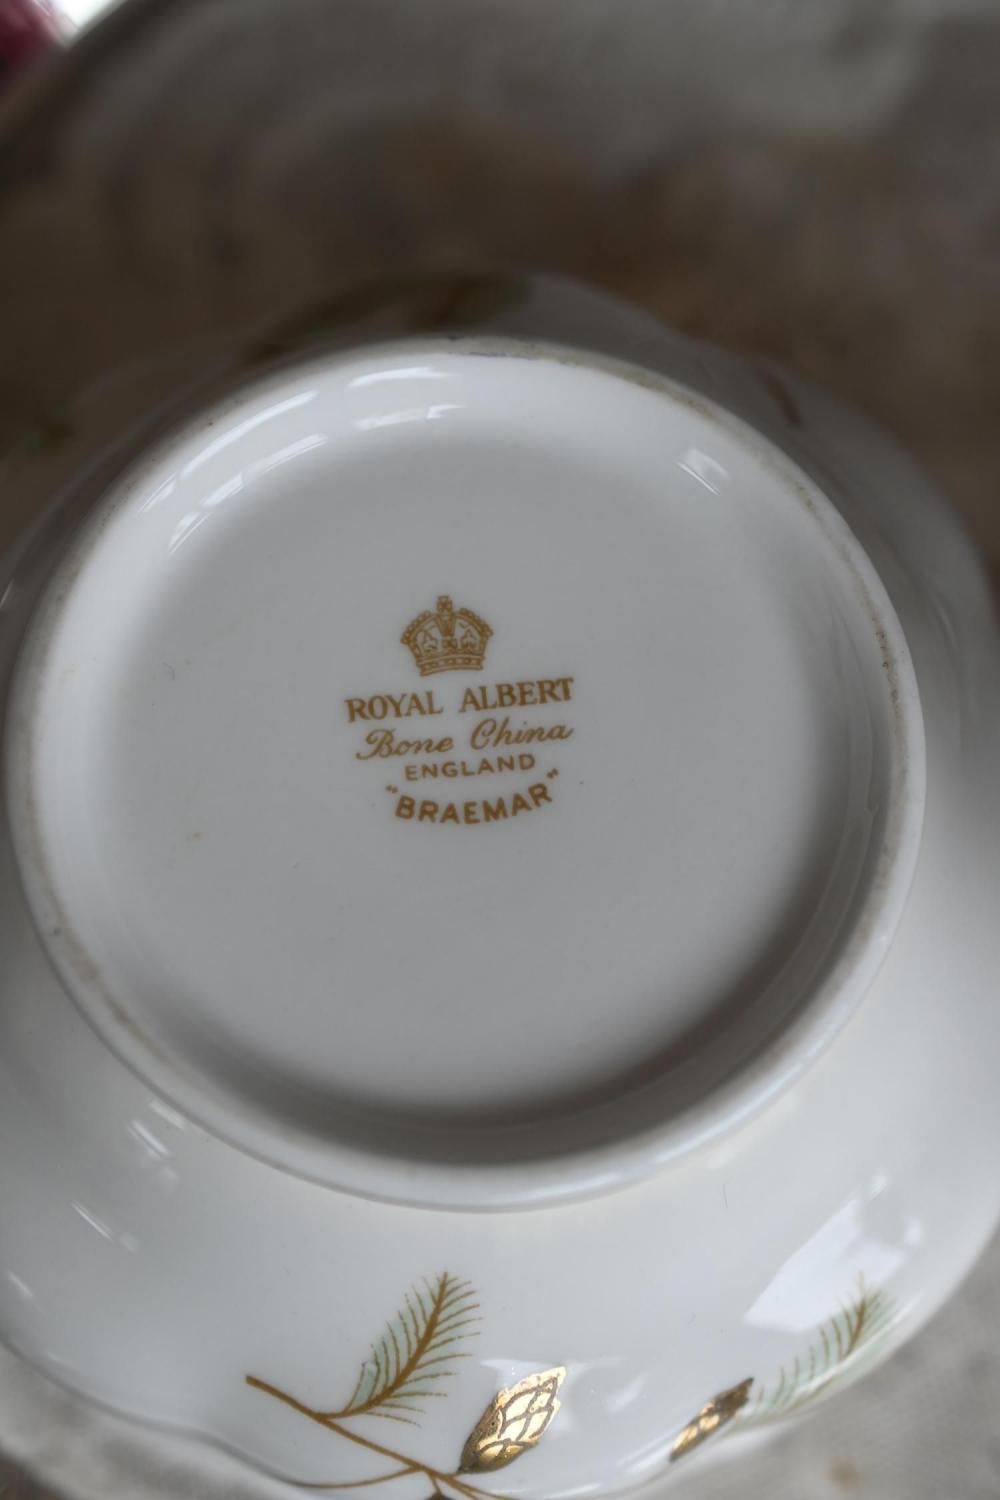 ROYAL ALBERT
Bone China
ENGLAND
"BRAEMAR"